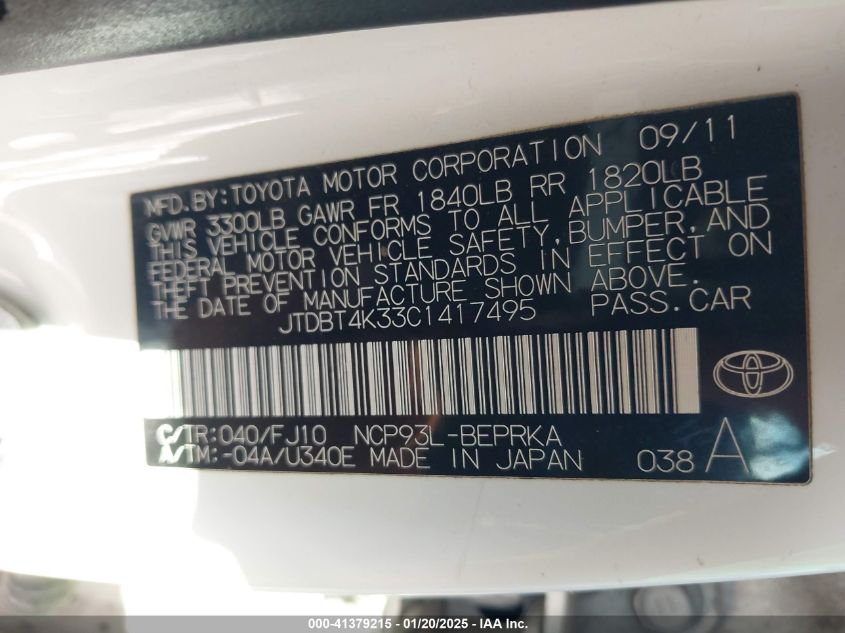 MFD.BY:TOYOTA MOTOR CORPORATION 09/11
GVWR 3300LB GAWR FR 1840LB RR 1820LB
THIS VEHICLE CONFORMS TO ALL APPLICABLE
FEDERAL MOTOR VEHICLE SAFETY,BUMPER,AND
THEFT PREVENTION STANDARDS IN EFFECT ON
THE DATE OF MANUFACTURE SHOWN ABOVE.
JTDBT4K33C1417495 PASS.CAR
C/TR:040/FJ10 NCP93L-BEPRKA
A/TM:-04A/U340E MADE IN JAPAN 038 A
000-41379215 - 01/20/2025 - IAAI, Inc.